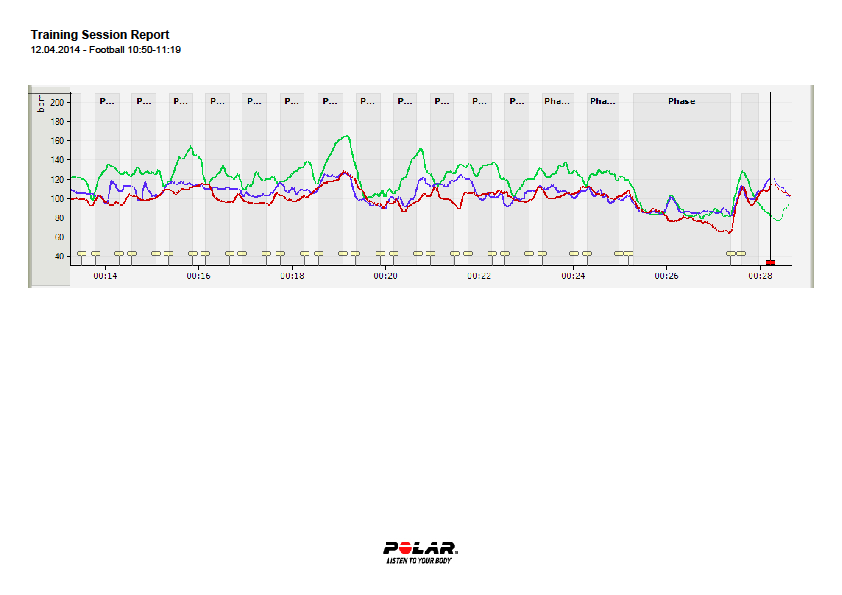 Training Session Report
12.04.2014 - Football 10:50-11:19
bpm
P... P... P... P... P... P... P... P... P... P... P... P... Pha... Pha... Phase
200
180
160
140
120
100
80
60
40
00:14 00:16 00:18 00:20 00:22 00:24 00:26 00:28
POLAR.
LISTEN TO YOUR BODY